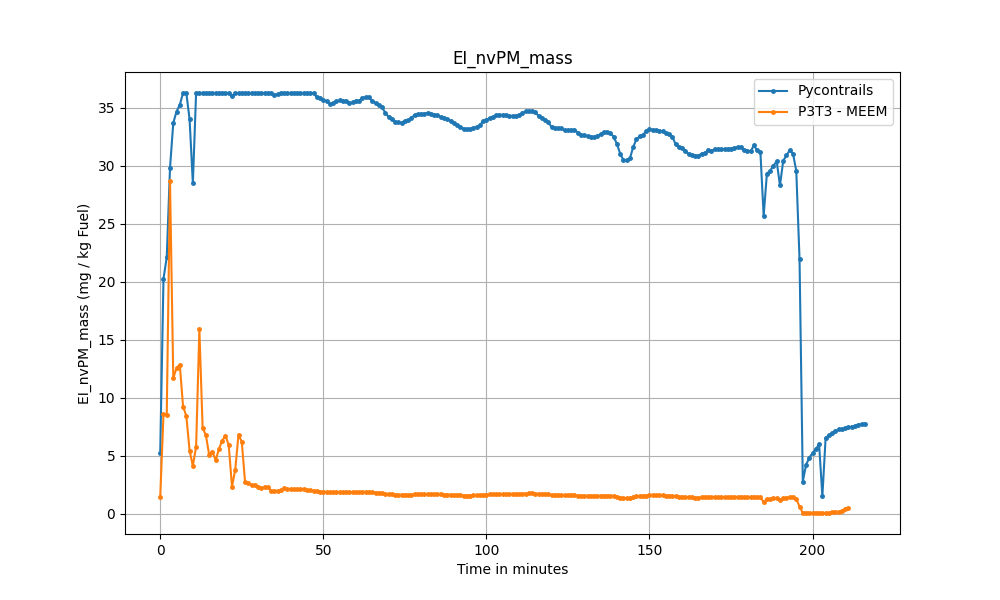 EI_nvPM_mass
Pycontrails
P3T3 - MEEM
EI_nvPM_mass (mg / kg Fuel)
35
30
25
20
15
10
5
0
0 50 100 150 200
Time in minutes